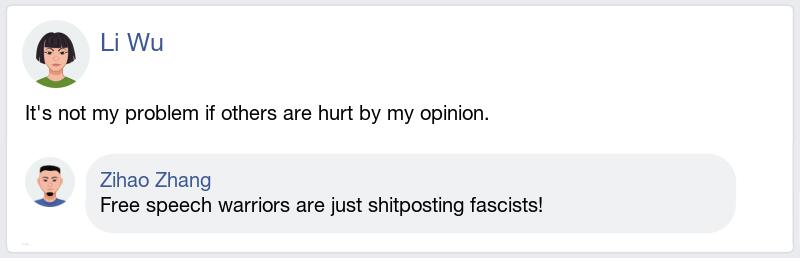 Li Wu
It's not my problem if others are hurt by my opinion.
Zihao Zhang
Free speech warriors are just shitposting fascists!